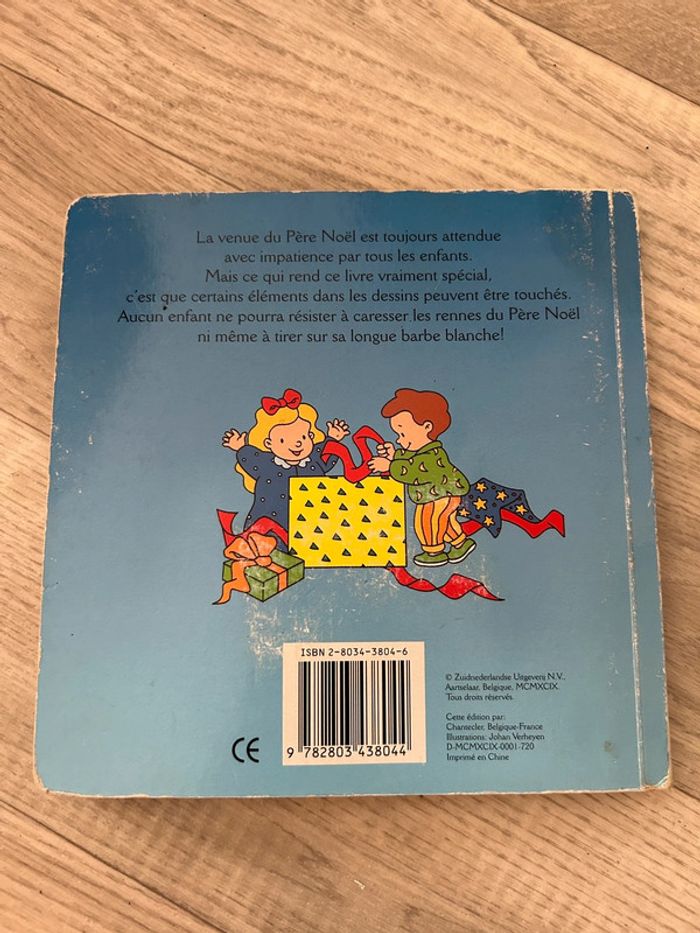 La venue du Père Noël est toujours attendue
avec impatience par tous les enfants.
Mais ce qui rend ce livre vraiment spécial,
c'est que certains éléments dans les dessins peuvent être touchés.
Aucun enfant ne pourra résister à caresser les rennes du Père Noël
ni même à tirer sur sa longue barbe blanche!
ISBN 2-8034-3804-6
9 782803 438044
CE
© Zuidnederlandse Uitgeverij N.V.,
Aartselaar, Belgique, MCMXCIX.
Tous droits réservés.
Cette édition par:
Chantecler, Belgique-France
Illustrations: Johan Verheyen
D-MCMXCIX-0001-720
Imprimé en Chine